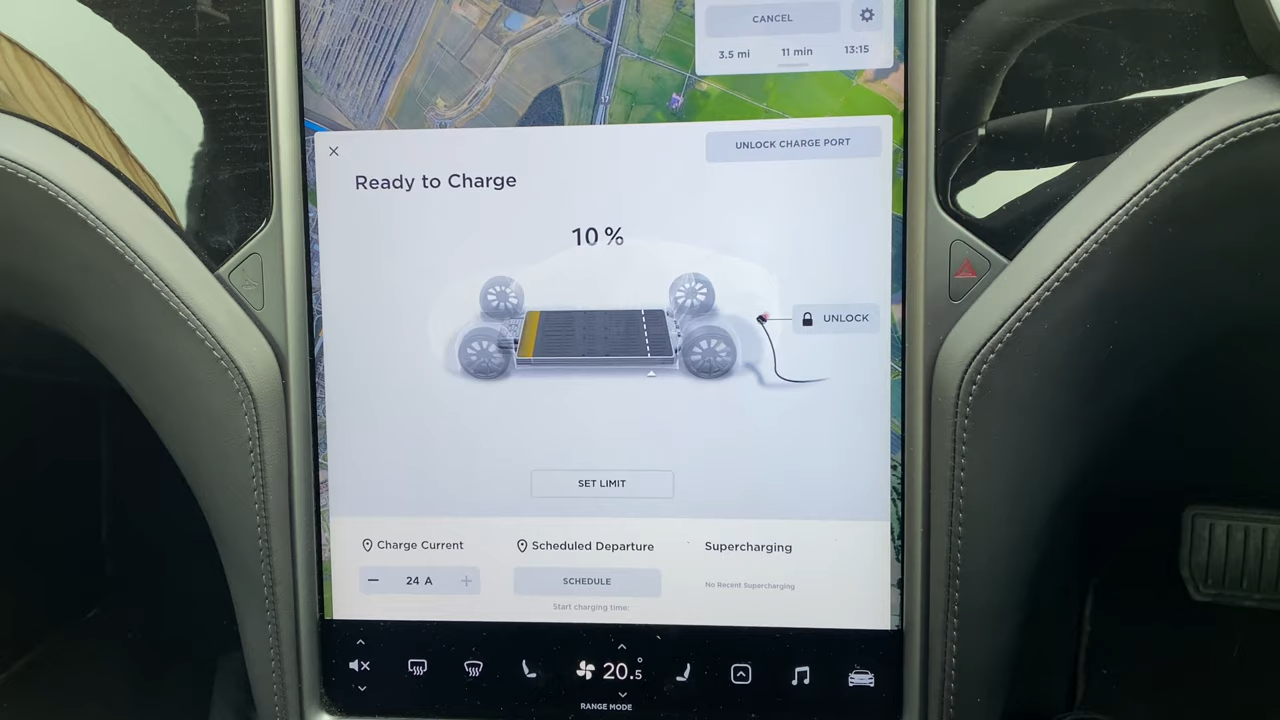 CANCEL
3.5 mi 11 min 13:15
UNLOCK CHARGE PORT
Ready to Charge
10 %
UNLOCK
SET LIMIT
Charge Current
Scheduled Departure
Supercharging
24 A
SCHEDULE
No Recent Supercharging
Start charging time:
20.5
RANGE MODE